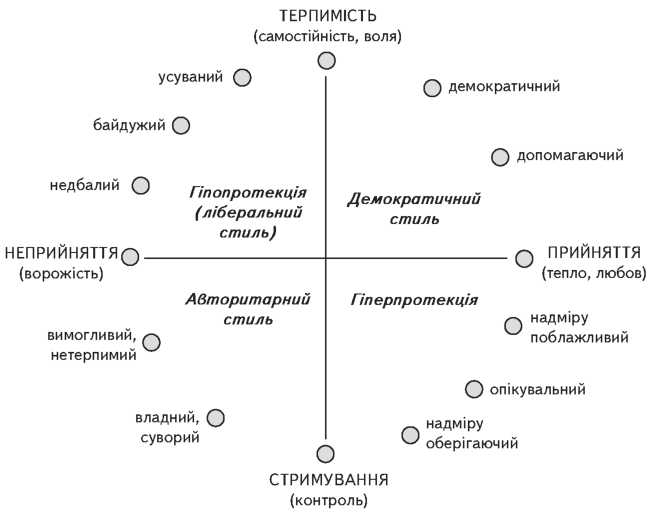 ТЕРПИМІСТЬ
(самостійність, воля)
усуваний
демократичний
байдужий
допомагаючий
недбалий
Гіпопротекція
(ліберальний
стиль)
Демократичний
стиль
НЕПРИЙНЯТТЯ
(ворожість)
ПРИЙНЯТТЯ
(тепло, любов)
Авторитарний
стиль
Гіперпротекція
надміру
поблажливий
вимогливий,
нетерпимий
опікувальний
владний,
суворий
надміру
оберігаючий
СТРИМУВАННЯ
(контроль)